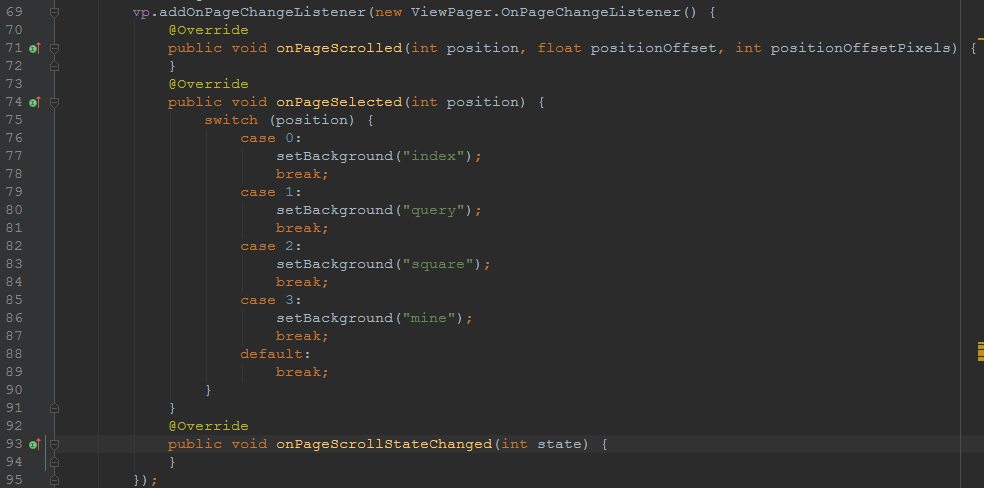 69 vp.addOnPageChangeListener(new ViewPager.OnPageChangeListener() {
70 @Override
71 public void onPageScrolled(int position, float positionOffset, int positionOffsetPixels) {
72 }
73 @Override
74 public void onPageSelected(int position) {
75 switch (position) {
76 case 0:
77 setBackground("index");
78 break;
79 case 1:
80 setBackground("query");
81 break;
82 case 2:
83 setBackground("square");
84 break;
85 case 3:
86 setBackground("mine");
87 break;
88 default:
89 break;
90 }
91 }
92 @Override
93 public void onPageScrollStateChanged(int state) {
94 }
95 });